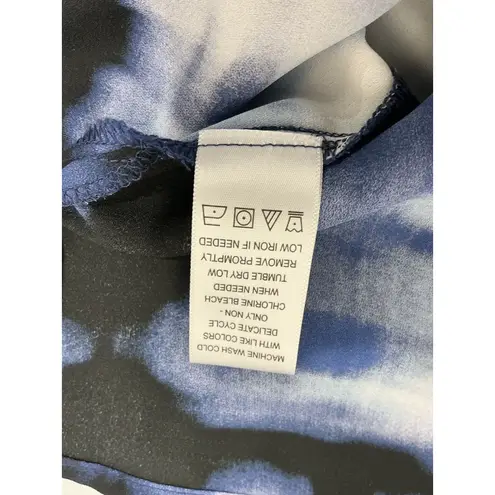 MACHINE WASH COLD
WITH LIKE COLORS
DELICATE CYCLE
ONLY NON -
CHLORINE BLEACH
WHEN NEEDED
TUMBLE DRY LOW
REMOVE PROMPTLY
LOW IRON IF NEEDED